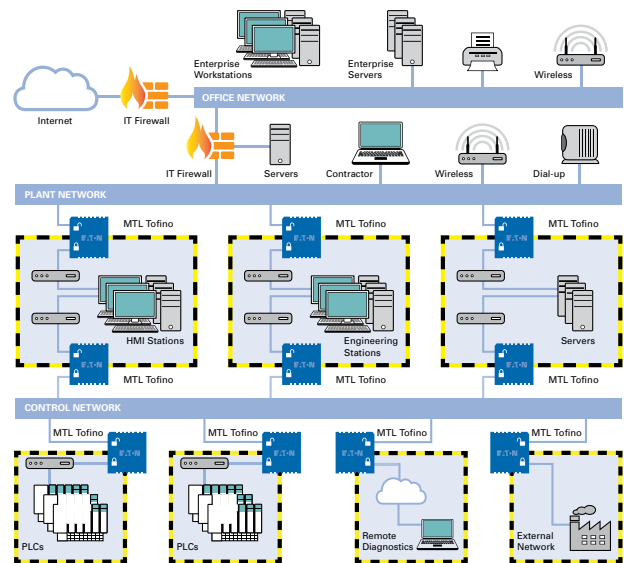 Enterprise
Workstations
Enterprise
Servers
Wireless
OFFICE NETWORK
Internet
IT Firewall
IT Firewall
Servers
Contractor
Wireless
Dial-up
PLANT NETWORK
MTL Tofino
MTL Tofino
MTL Tofino
E·T·N
E·T·N
E·T·N
HMI Stations
Engineering
Stations
Servers
E·T·N
E·T·N
E·T·N
MTL Tofino
MTL Tofino
MTL Tofino
CONTROL NETWORK
MTL Tofino
MTL Tofino
MTL Tofino
MTL Tofino
E·T·N
E·T·N
E·T·N
E·T·N
PLCs
PLCs
Remote
Diagnostics
External
Network